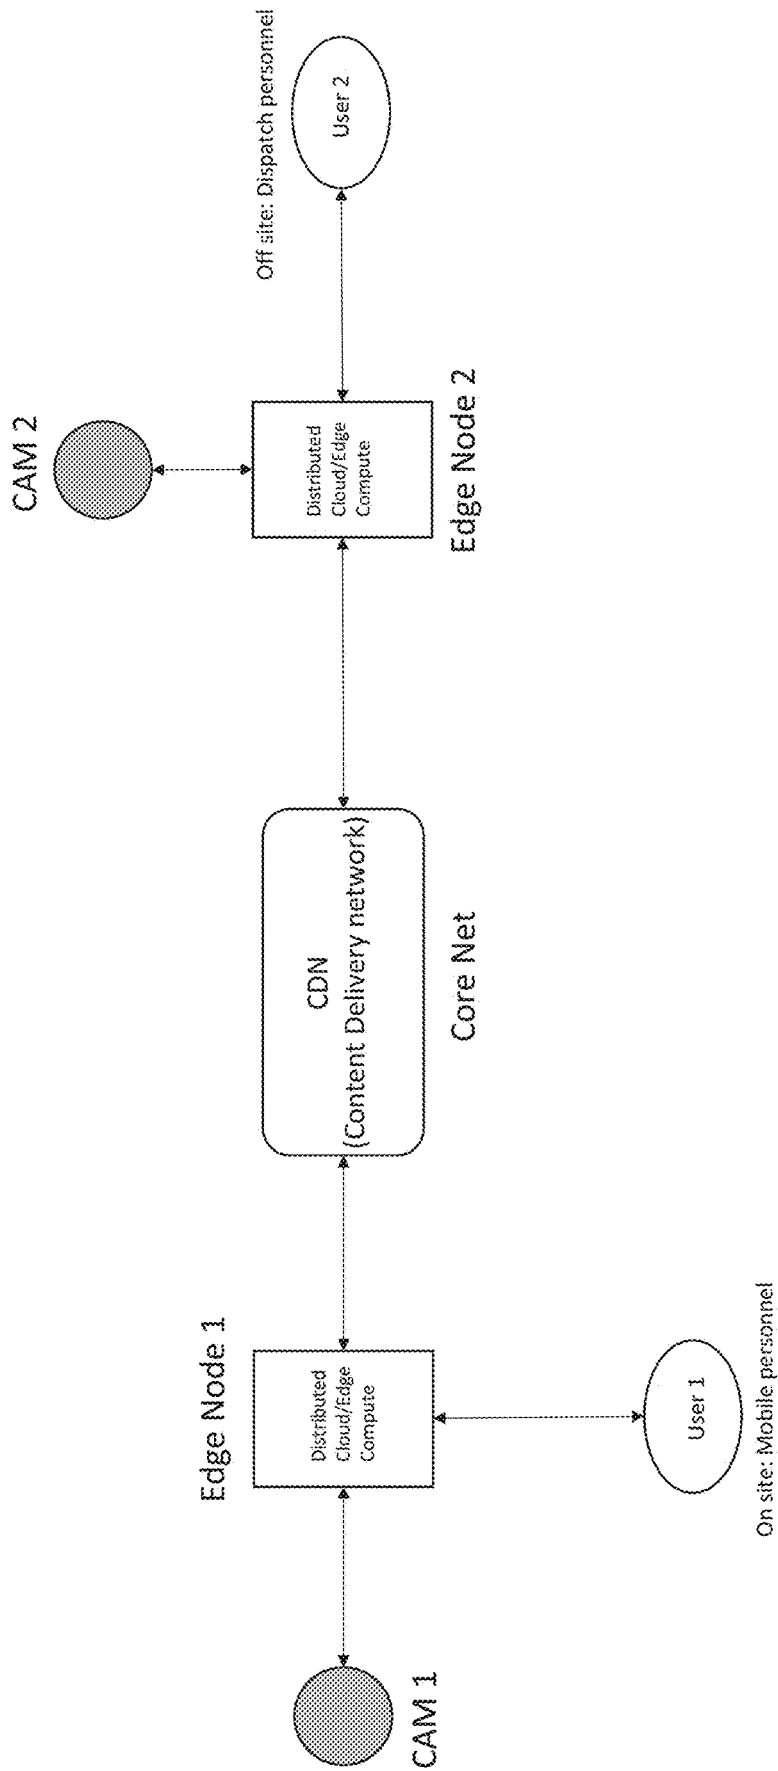 CAM 1
Edge Node 1
Distributed
Cloud/Edge
Compute
User 1
On site: Mobile personnel
CDN
(Content Delivery network)
Core Net
CAM 2
Distributed
Cloud/Edge
Compute
Edge Node 2
Off site: Dispatch personnel
User 2